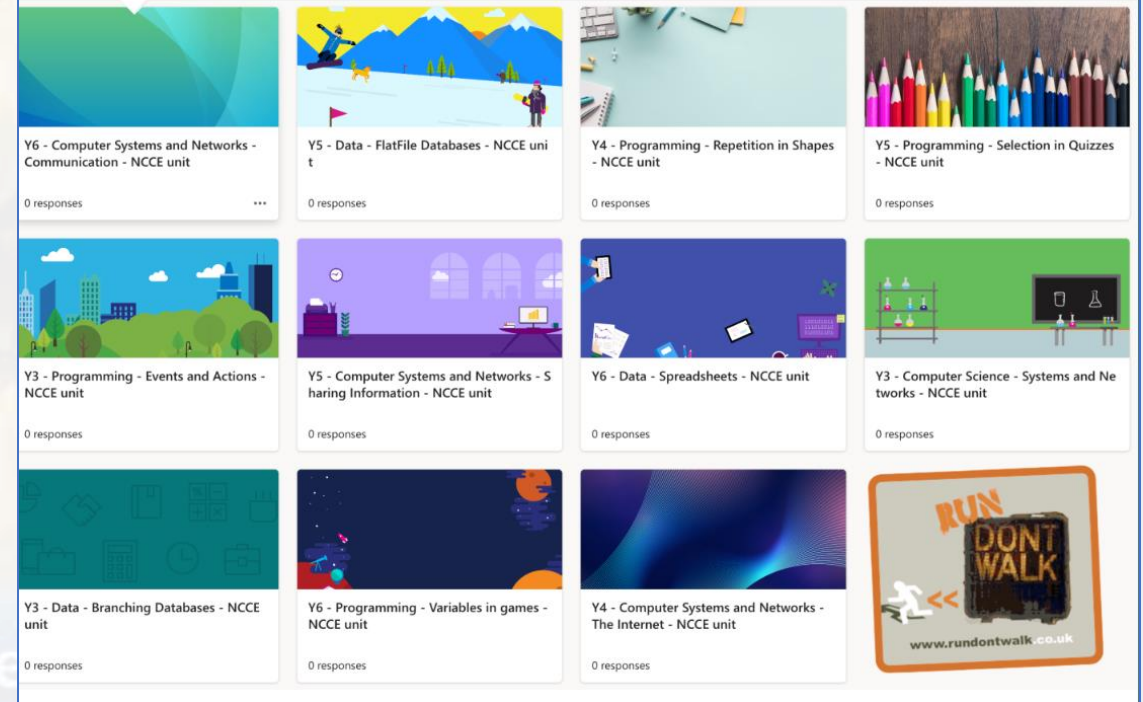 Y6 - Computer Systems and Networks -
Communication - NCCE unit
0 responses
Y5 - Data - FlatFile Databases - NCCE uni
t
0 responses
Y4 - Programming - Repetition in Shapes
- NCCE unit
0 responses
Y5 - Programming - Selection in Quizzes
- NCCE unit
0 responses
Y3 - Programming - Events and Actions -
NCCE unit
0 responses
Y5 - Computer Systems and Networks - S
haring Information - NCCE unit
0 responses
Y6 - Data - Spreadsheets - NCCE unit
0 responses
Y3 - Computer Science - Systems and Ne
tworks - NCCE unit
0 responses
Y3 - Data - Branching Databases - NCCE
unit
0 responses
Y6 - Programming - Variables in games -
NCCE unit
0 responses
Y4 - Computer Systems and Networks -
The Internet - NCCE unit
0 responses
RUN
DONT
WALK
<<
www.rundontwalk.co.uk